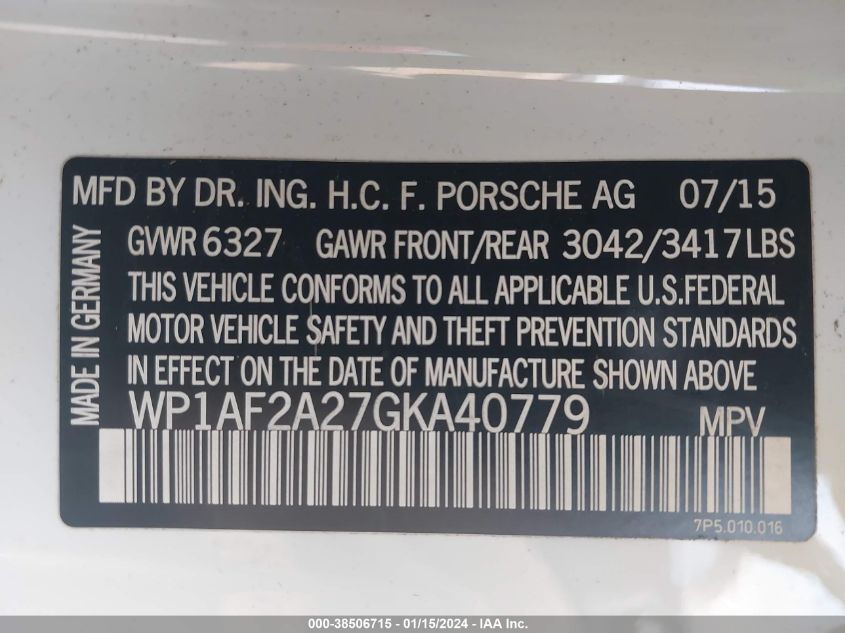 MFD BY DR. ING. H.C. F. PORSCHE AG 07/15
MADE IN GERMANY
GVWR 6327 GAWR FRONT/REAR 3042/3417LBS
THIS VEHICLE CONFORMS TO ALL APPLICABLE U.S.FEDERAL
MOTOR VEHICLE SAFETY AND THEFT PREVENTION STANDARDS
IN EFFECT ON THE DATE OF MANUFACTURE SHOWN ABOVE
WP1AF2A27GKA40779 MPV
7P5.010.016
000-38506715 - 01/15/2024 - IAA Inc.